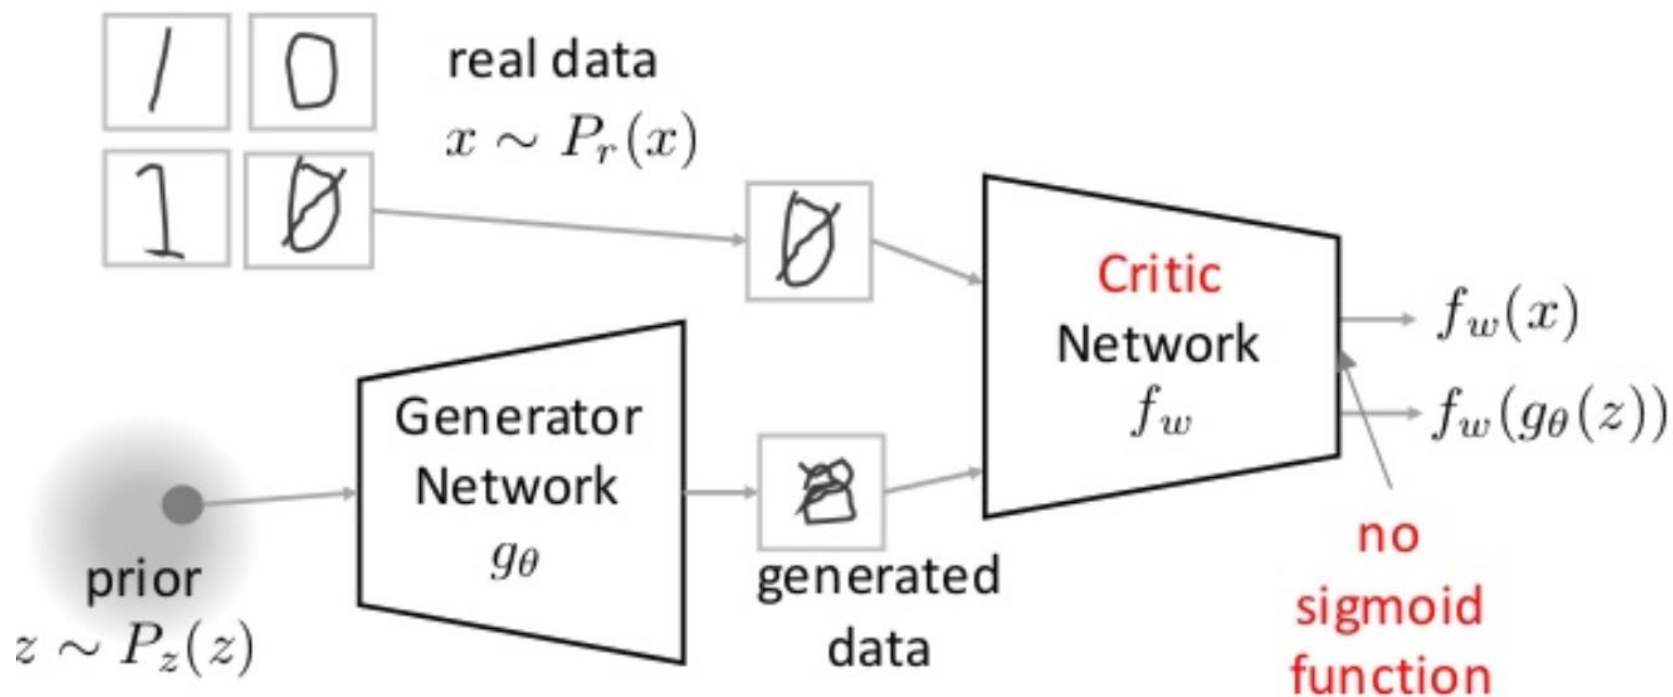 1 0
1 0
real data
x ∼ P_r(x)
0
Generator
Network
g_θ
prior
z ∼ P_z(z)
generated
data
Critic
Network
f_w
f_w(x)
f_w(g_θ(z))
no
sigmoid
function